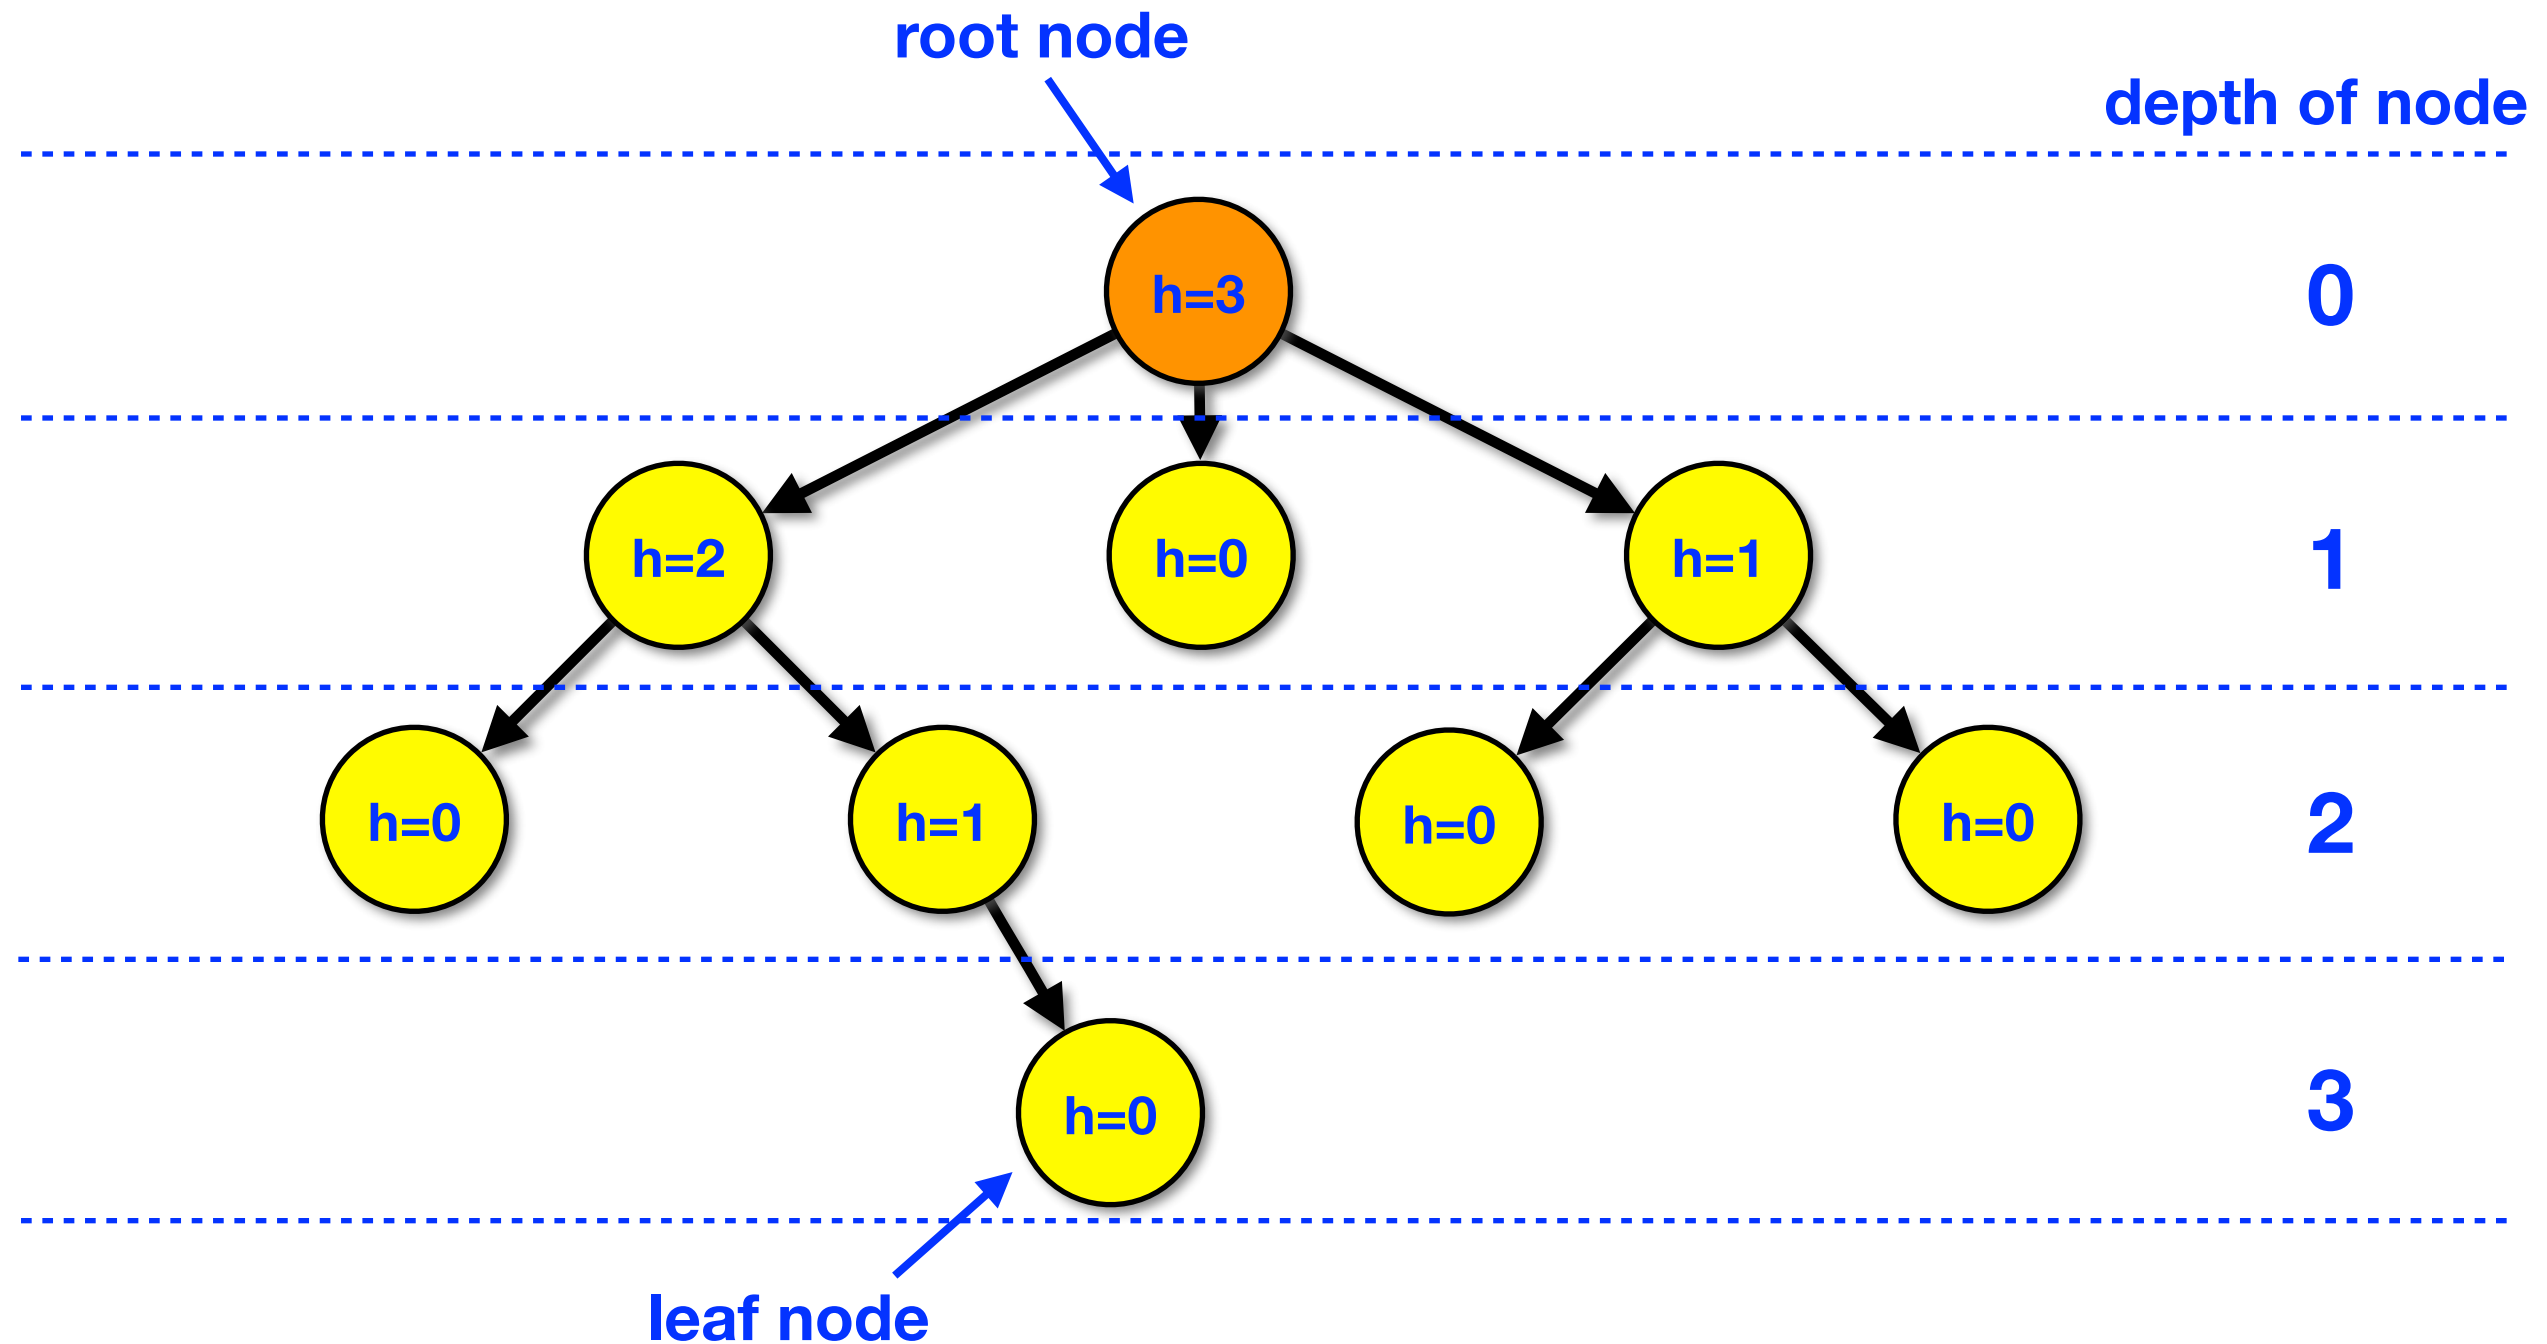 root node
depth of node
h=3
0
h=2
h=0
h=1
1
h=0
h=1
h=0
h=0
2
h=0
3
leaf node